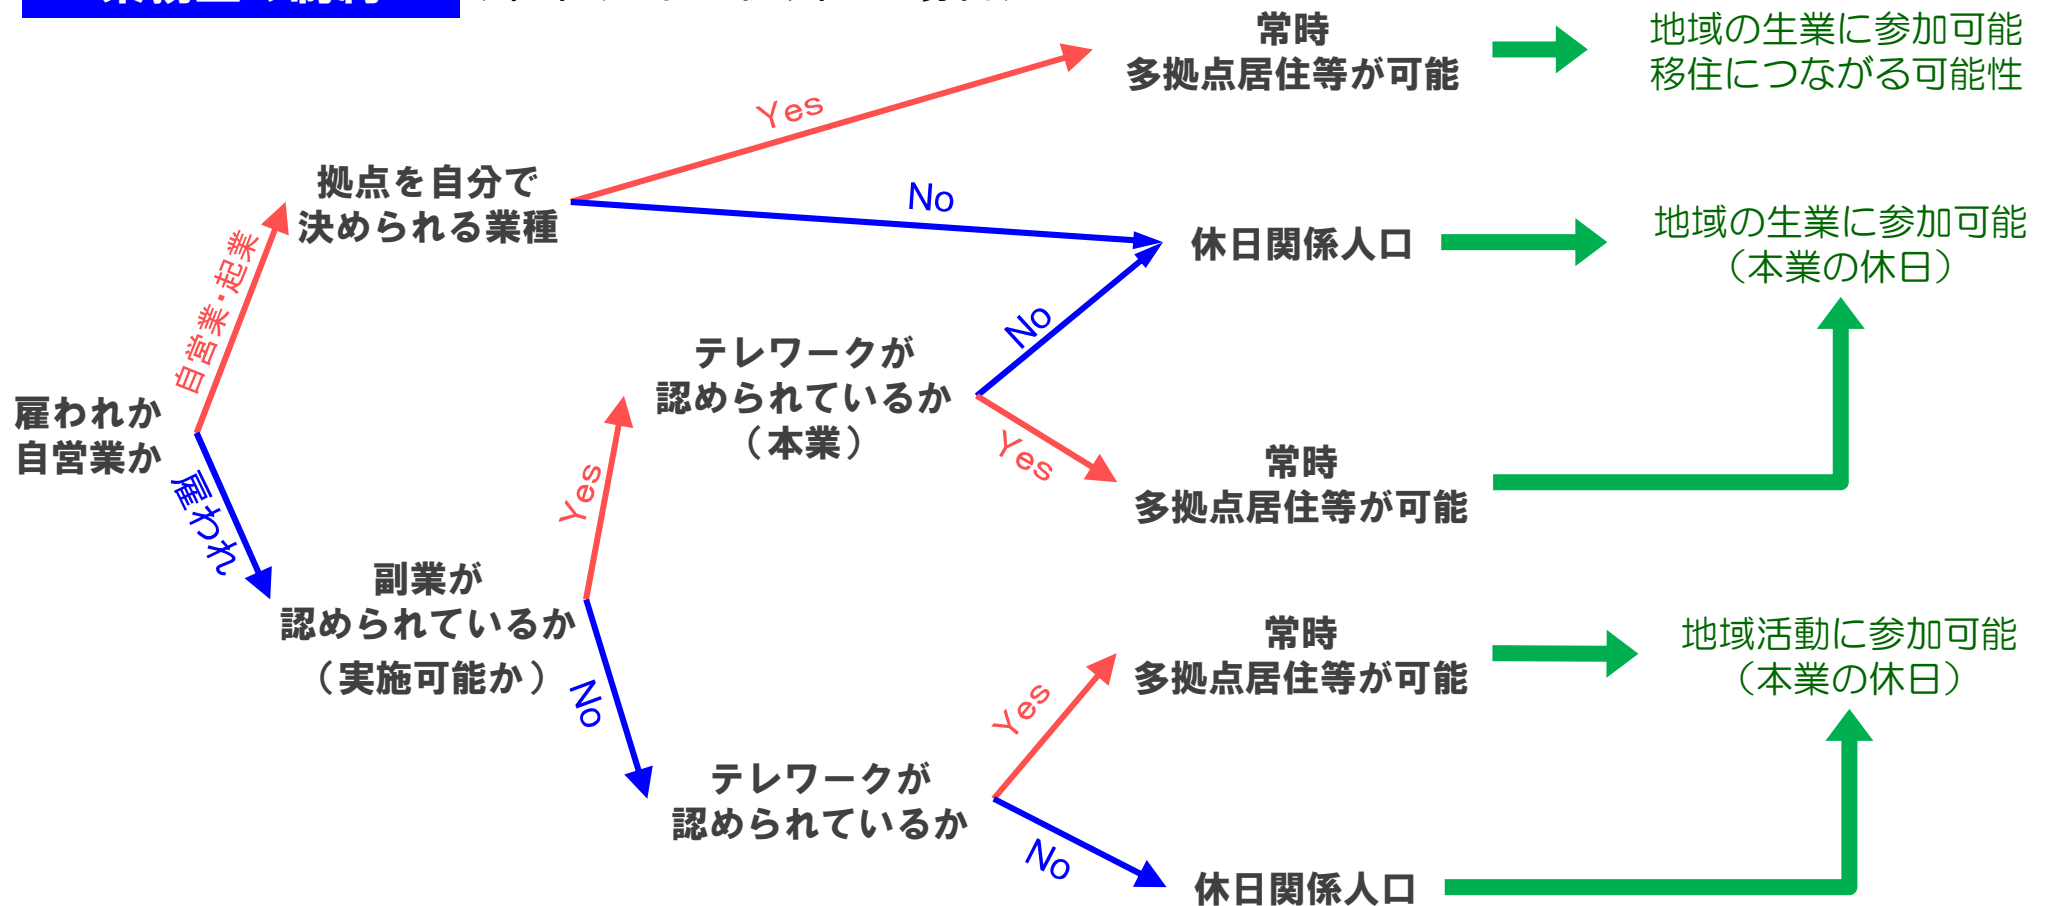 常時
多拠点居住等が可能
地域の生業に参加可能
移住につながる可能性
Yes
拠点を自分で
決められる業種
No
休日関係人口
地域の生業に参加可能
（本業の休日）
自営業・起業
テレワークが
認められているか
（本業）
No
Yes
雇われか
自営業か
雇われ
常時
多拠点居住等が可能
Yes
副業が
認められているか
（実施可能か）
No
常時
多拠点居住等が可能
地域活動に参加可能
（本業の休日）
Yes
テレワークが
認められているか
No
休日関係人口